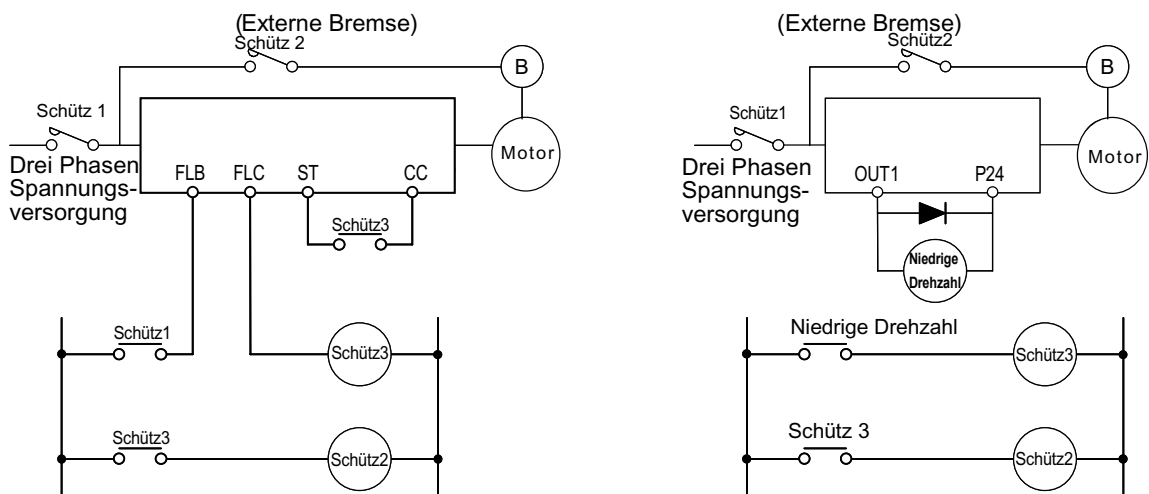 (Externe Bremse)
Schütz 2
B
Schütz 1
Motor
Drei Phasen
Spannungs-
versorgung
FLB
FLC
ST
CC
Schütz3
Schütz1
Schütz3
Schütz3
Schütz2
(Externe Bremse)
Schütz2
B
Schütz1
Motor
Drei Phasen
Spannungs-
versorgung
OUT1
P24
Niedrige
Drehzahl
Niedrige Drehzahl
Schütz3
Schütz 3
Schütz2